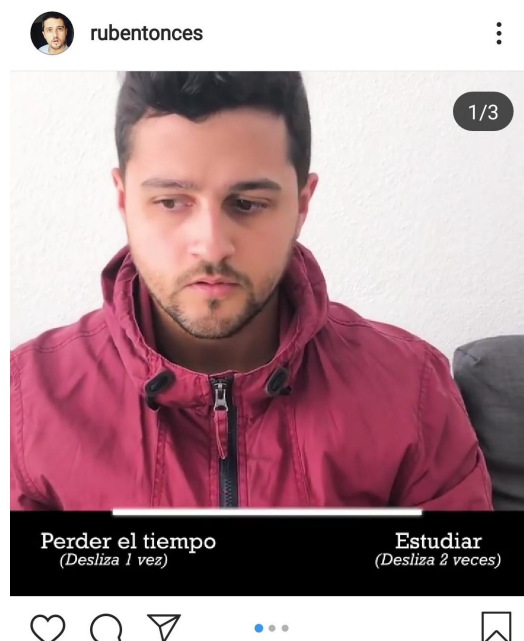 rubentonces
1/3
Perder el tiempo
(Desliza 1 vez)
Estudiar
(Desliza 2 veces)